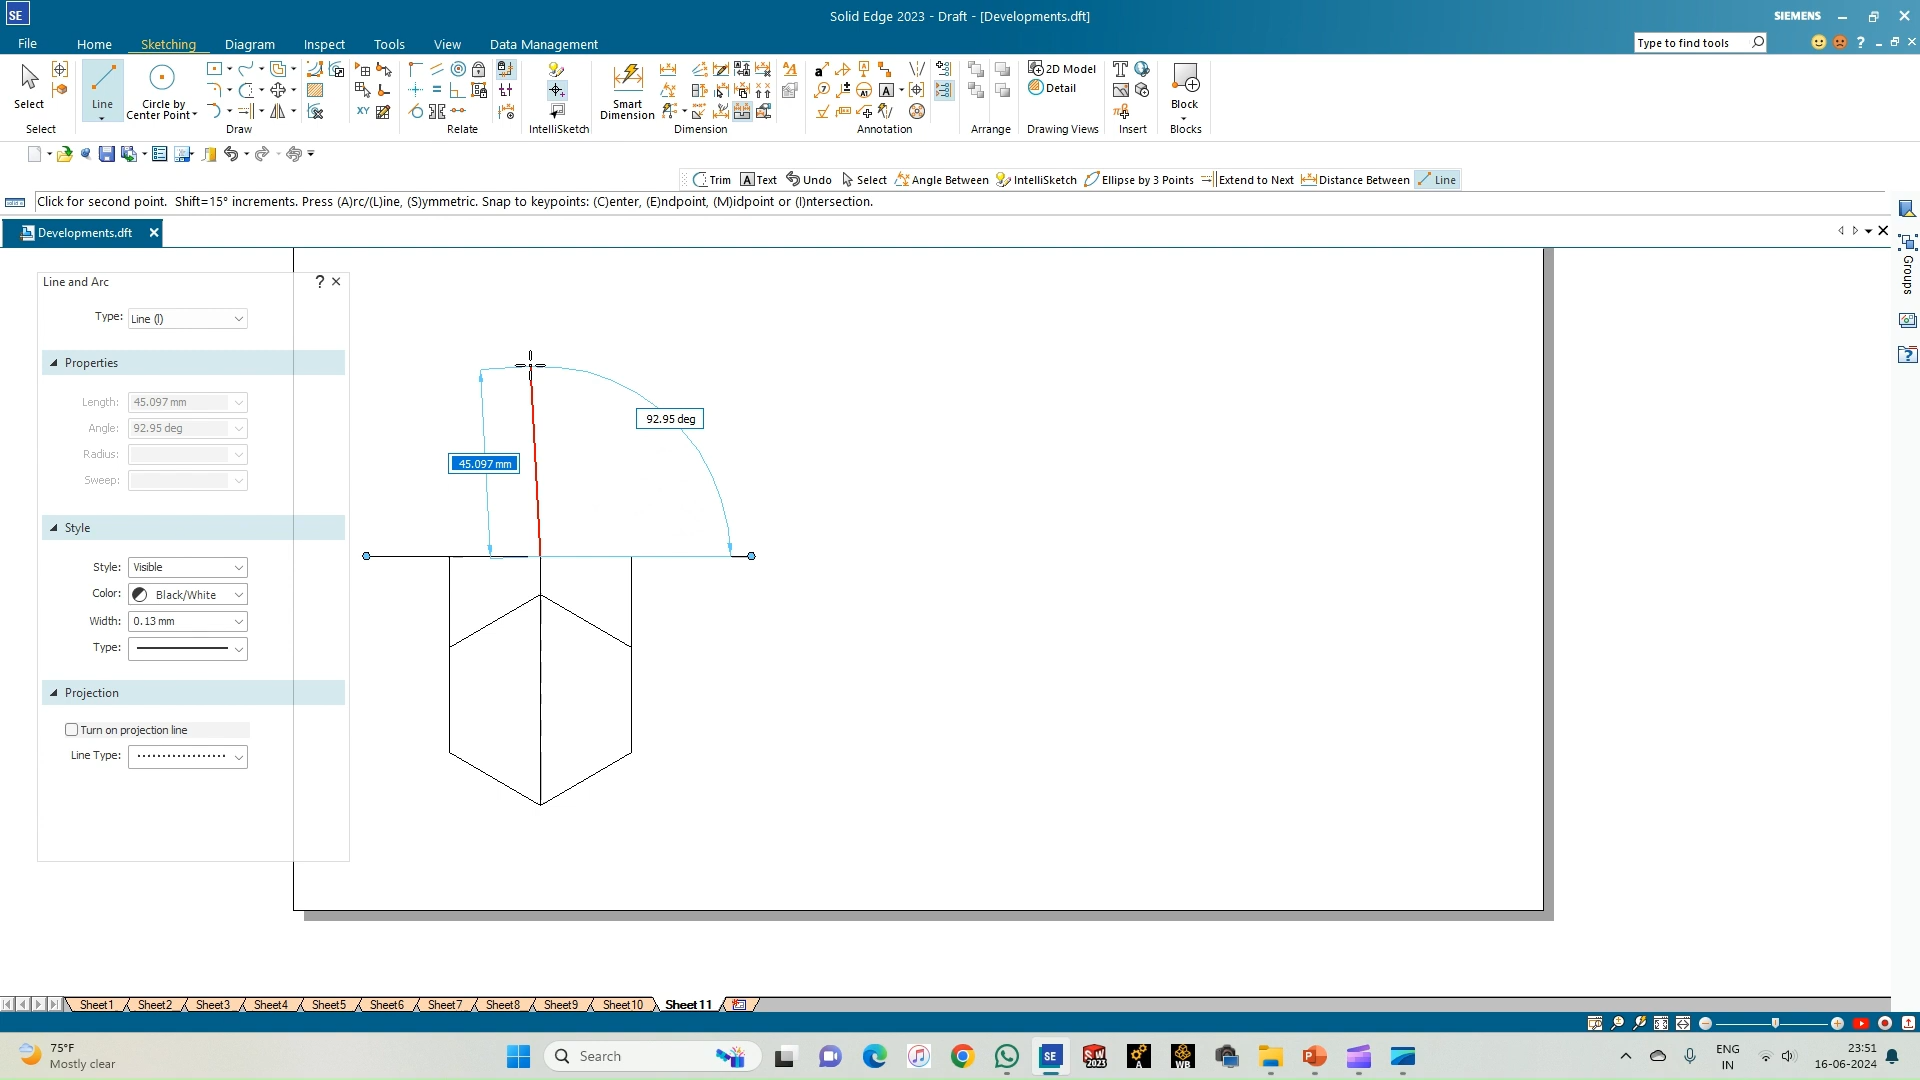 SE
Solid Edge 2023 - Draft - [Developments.dft]
SIEMENS
File
Home
Sketching
Diagram
Inspect
Tools
View
Data Management
Type to find tools
Select
Line
Circle by
Center Point
Smart
Dimension
2D Model
Detail
Block
Select
Draw
Relate
IntelliSketch
Dimension
Annotation
Arrange
Drawing Views
Insert
Blocks
Trim
Text
Undo
Select
Angle Between
IntelliSketch
Ellipse by 3 Points
Extend to Next
Distance Between
Line
Click for second point.  Shift=15° increments. Press (A)rc/(L)ine, (S)ymmetric. Snap to keypoints: (C)enter, (E)ndpoint, (M)idpoint or (I)ntersection.
Developments.dft
Groups
Line and Arc
Type: Line (l)
Properties
Length: 45.097 mm
Angle: 92.95 deg
Radius:
Sweep:
Style
Style: Visible
Color: Black/White
Width: 0.13 mm
Type:
Projection
Turn on projection line
Line Type:
92.95 deg
45.097 mm
Sheet1
Sheet2
Sheet3
Sheet4
Sheet5
Sheet6
Sheet7
Sheet8
Sheet9
Sheet10
Sheet11
75°F
Mostly clear
Search
SE
ENG
IN
23:51
16-06-2024